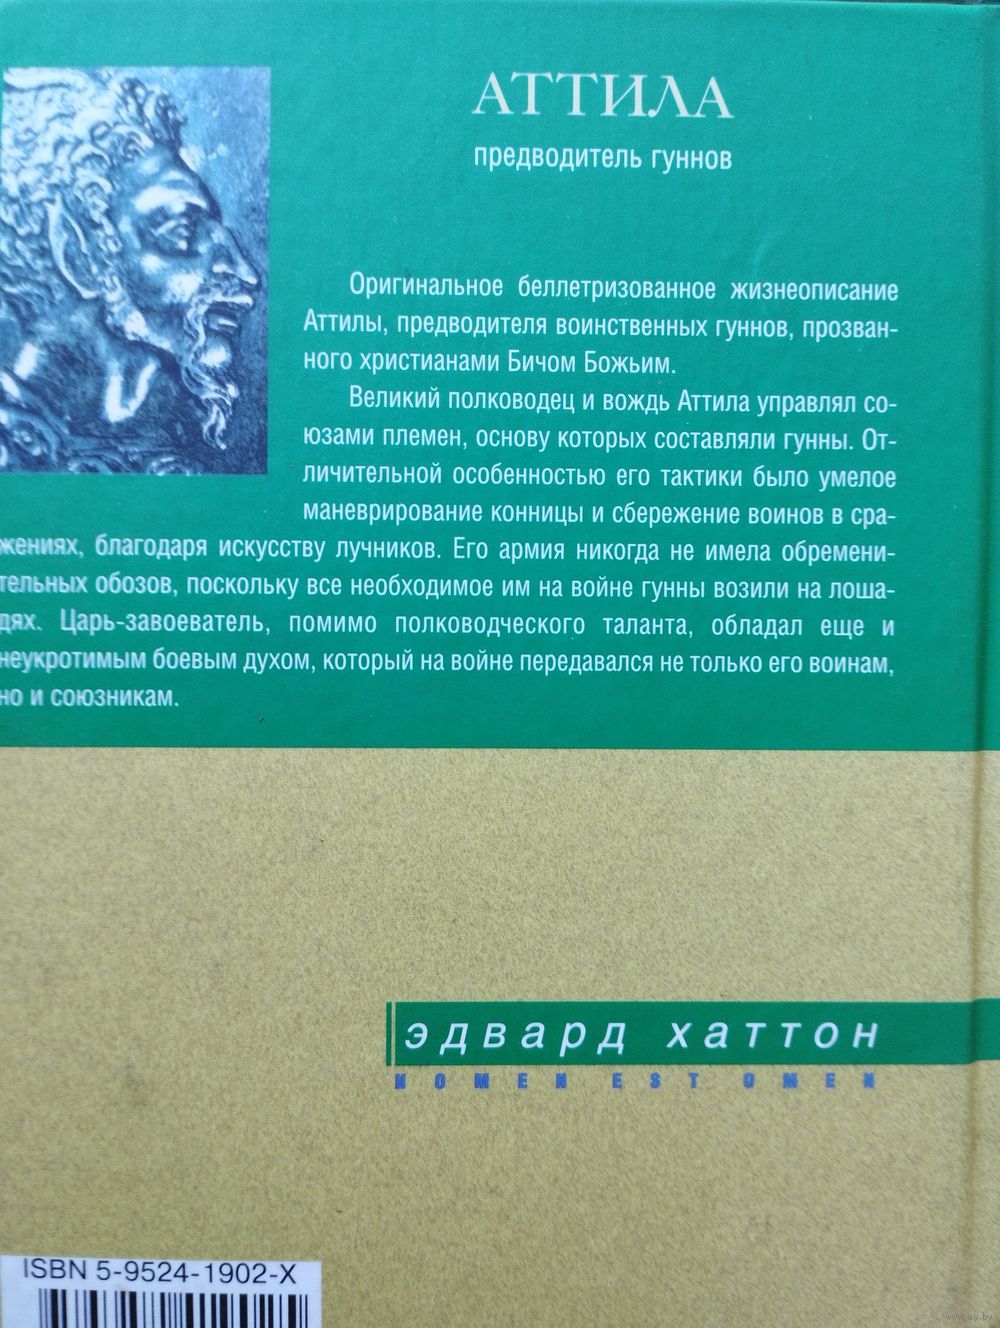 АТТИЛА
предводитель гуннов
Оригинальное беллетризованное жизнеописание
Аттилы, предводителя воинственных гуннов, прозван-
ного христианами Бичом Божьим.
Великий полководец и вождь Аттила управлял со-
юзами племен, основу которых составляли гунны. От-
личительной особенностью его тактики было умелое
маневрирование конницы и сбережение воинов в сра-
жениях, благодаря искусству лучников. Его армия никогда не имела обремени-
тельных обозов, поскольку все необходимое им на войне гунны возили на лоша-
дях. Царь-завоеватель, помимо полководческого таланта, обладал еще и
неукротимым боевым духом, который на войне передавался не только его воинам,
но и союзникам.
эдвард хаттон
NOMEN EST OMEN
ISBN 5-9524-1902-X
www.ay.by